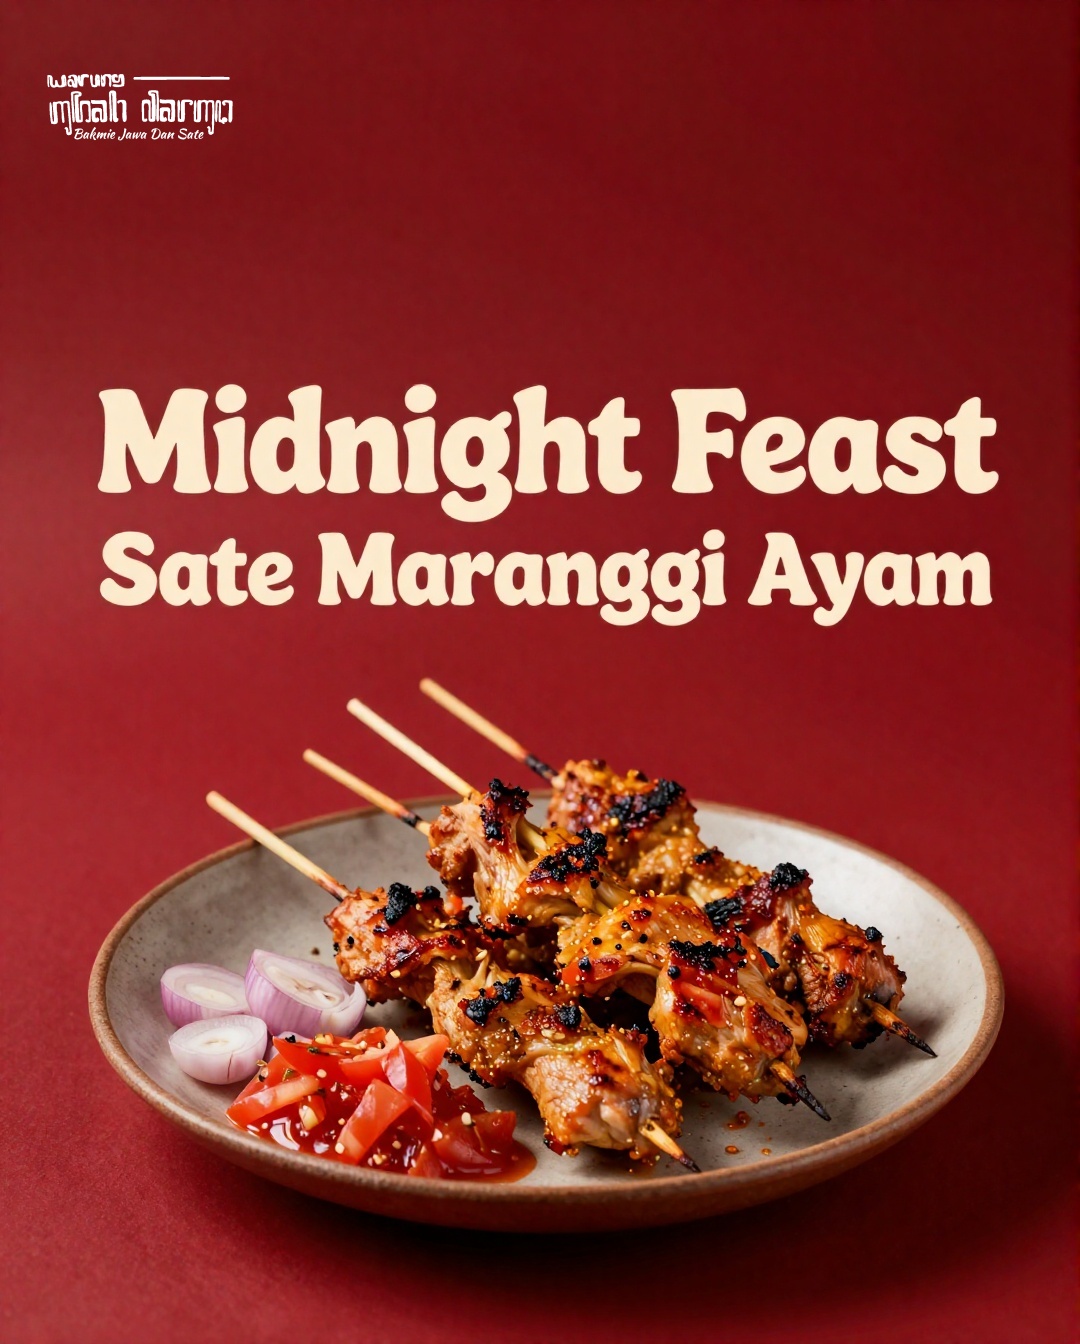 warung
mbah darmo
Bakmie Jawa Dan Sate
Midnight Feast
Sate Maranggi Ayam